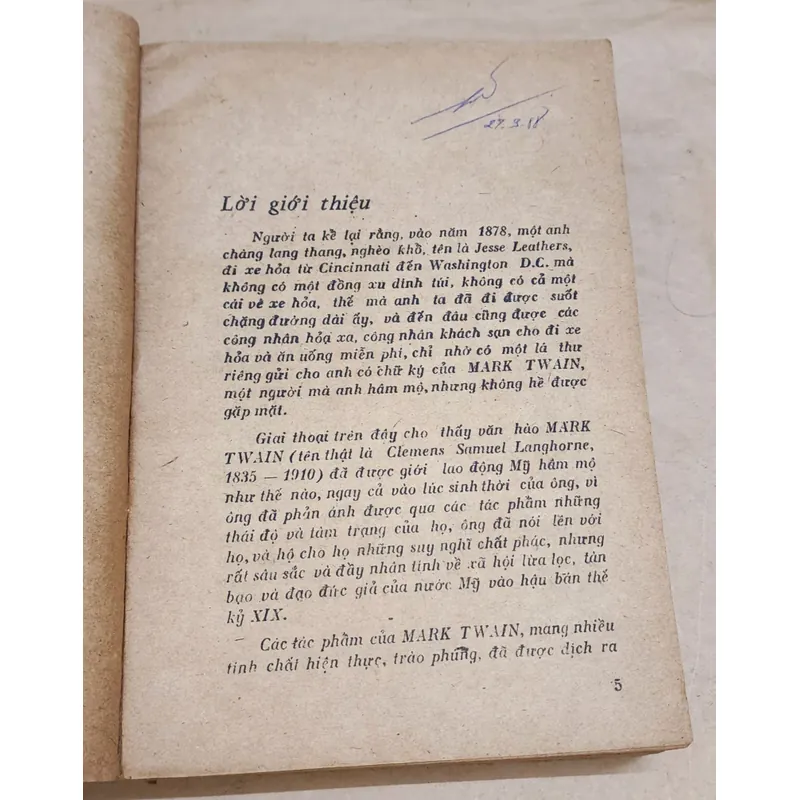 27.3.88
Lời giới thiệu
Người ta kể lại rằng, vào năm 1878, một anh
chàng lang thang, nghèo khổ, tên là Jesse Leathers,
đi xe hỏa từ Cincinnati đến Washington D.C. mà
không có một đồng xu dính túi, không có cả một
cái vé xe hỏa, thế mà anh ta đã đi được suốt
chặng đường dài ấy, và đến đâu cũng được các
công nhân hỏa xa, công nhân khách sạn cho đi xe
hỏa và ăn uống miễn phí, chỉ nhờ có một lá thư
riêng gửi cho anh có chữ ký của MARK TWAIN,
một người mà anh hâm mộ, nhưng không hề được
gặp mặt.
Giai thoại trên đây cho thấy văn hào MARK
TWAIN (tên thật là Clemens Samuel Langhorne,
1835 — 1910) đã được giới lao động Mỹ hâm mộ
như thế nào, ngay cả vào lúc sinh thời của ông, vì
ông đã phản ánh được qua các tác phẩm những
thái độ và tâm trạng của họ, ông đã nói lên với
họ, và hộ cho họ những suy nghĩ chất phác, nhưng
rất sâu sắc và đầy nhân tính về xã hội lừa lọc, tàn
bạo và đạo đức giả của nước Mỹ vào hậu bán thế
kỷ XIX.
Các tác phẩm của MARK TWAIN, mang nhiều
tính chất hiện thực, trào phúng, đã được dịch ra
5